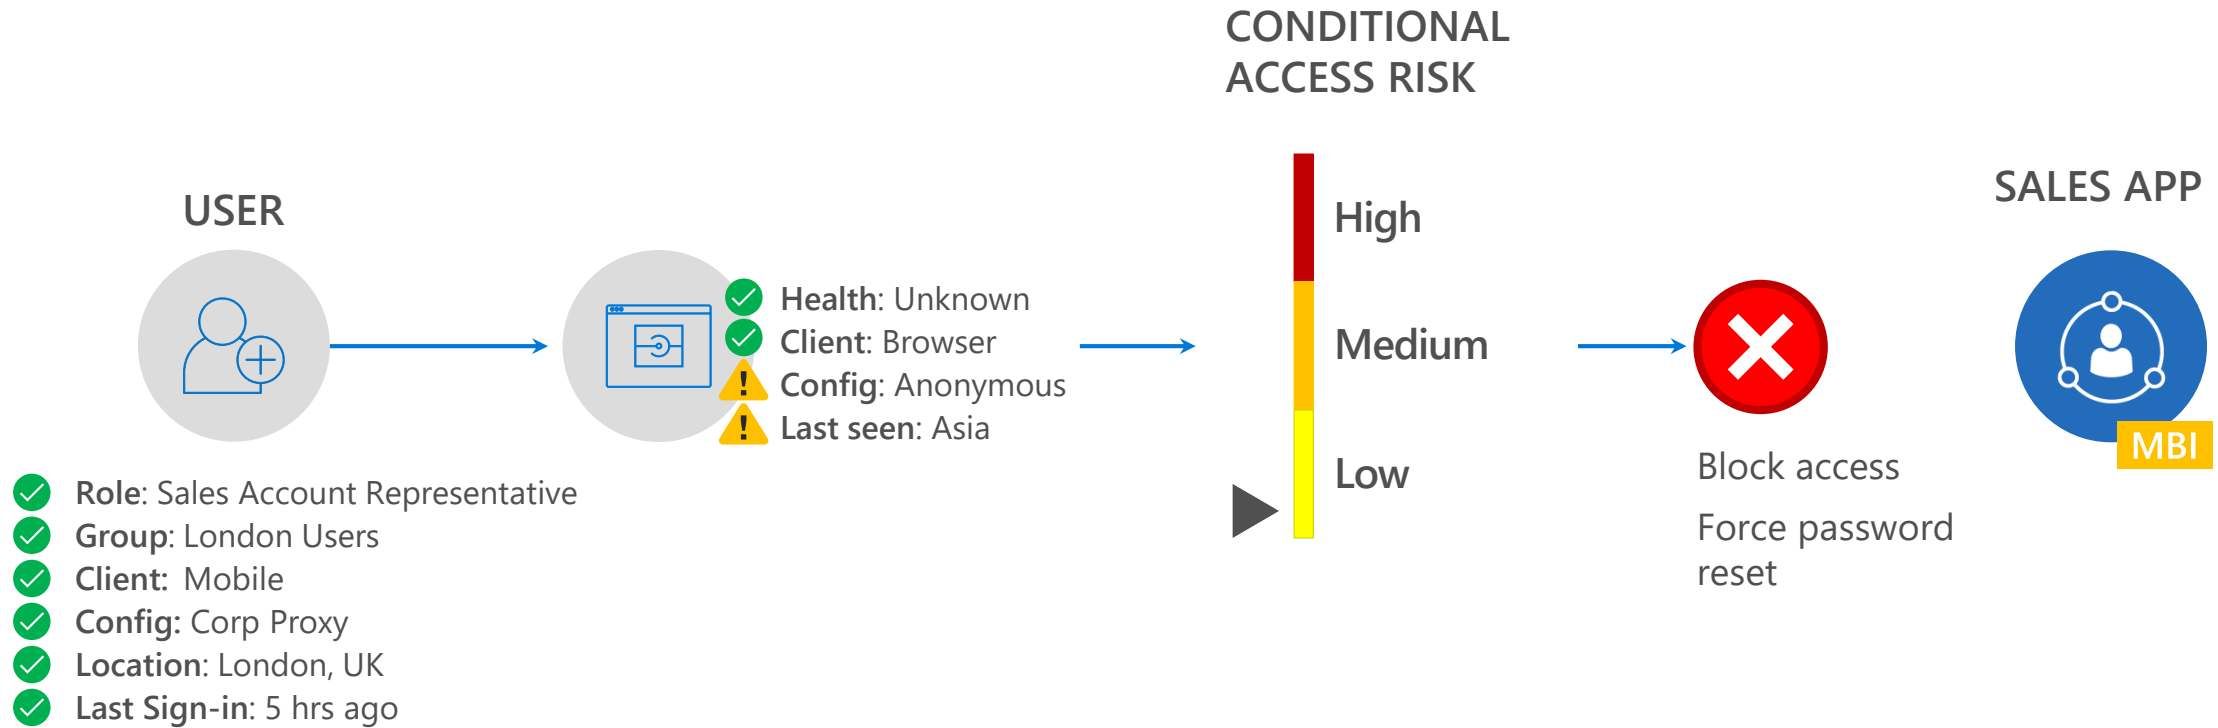 CONDITIONAL
ACCESS RISK
USER
Role: Sales Account Representative
Group: London Users
Client: Mobile
Config: Corp Proxy
Location: London, UK
Last Sign-in: 5 hrs ago
Health: Unknown
Client: Browser
Config: Anonymous
Last seen: Asia
High
Medium
Low
Block access
Force password
reset
SALES APP
MBI